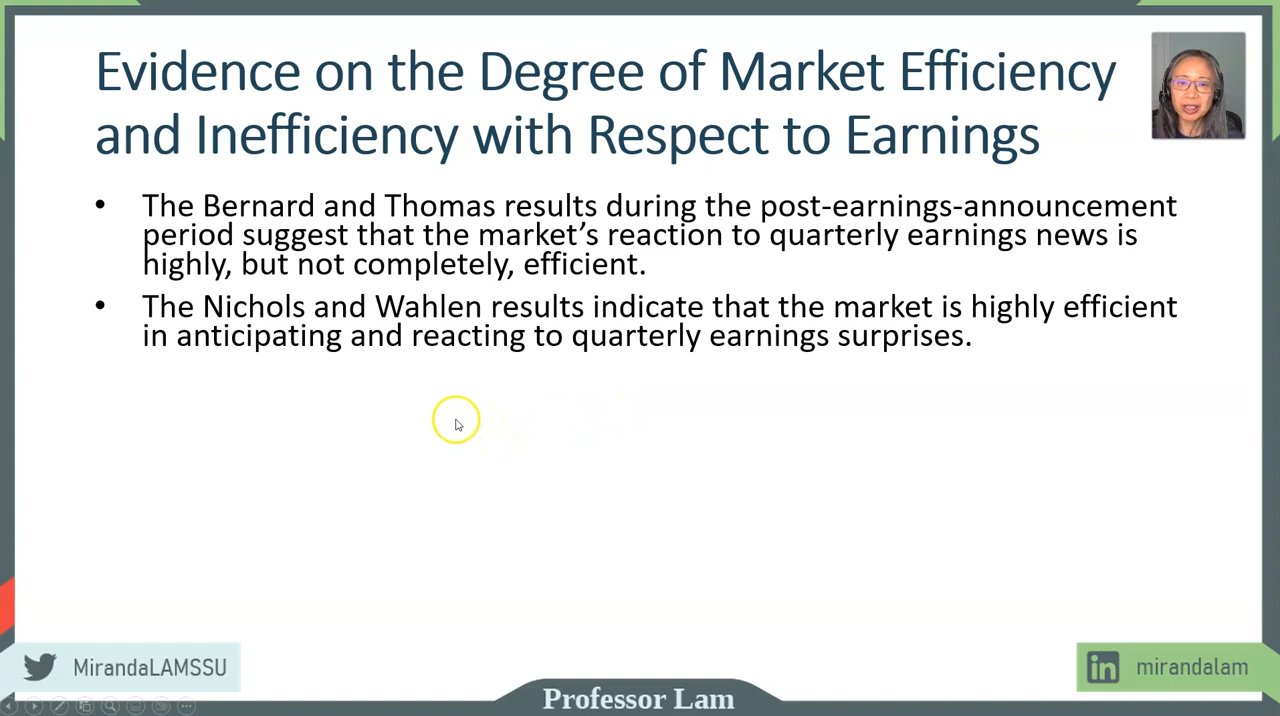 Evidence on the Degree of Market Efficiency
and Inefficiency with Respect to Earnings
• The Bernard and Thomas results during the post-earnings-announcement
period suggest that the market’s reaction to quarterly earnings news is
highly, but not completely, efficient.
• The Nichols and Wahlen results indicate that the market is highly efficient
in anticipating and reacting to quarterly earnings surprises.
MirandaLAMSSU
in mirandalam
Professor Lam